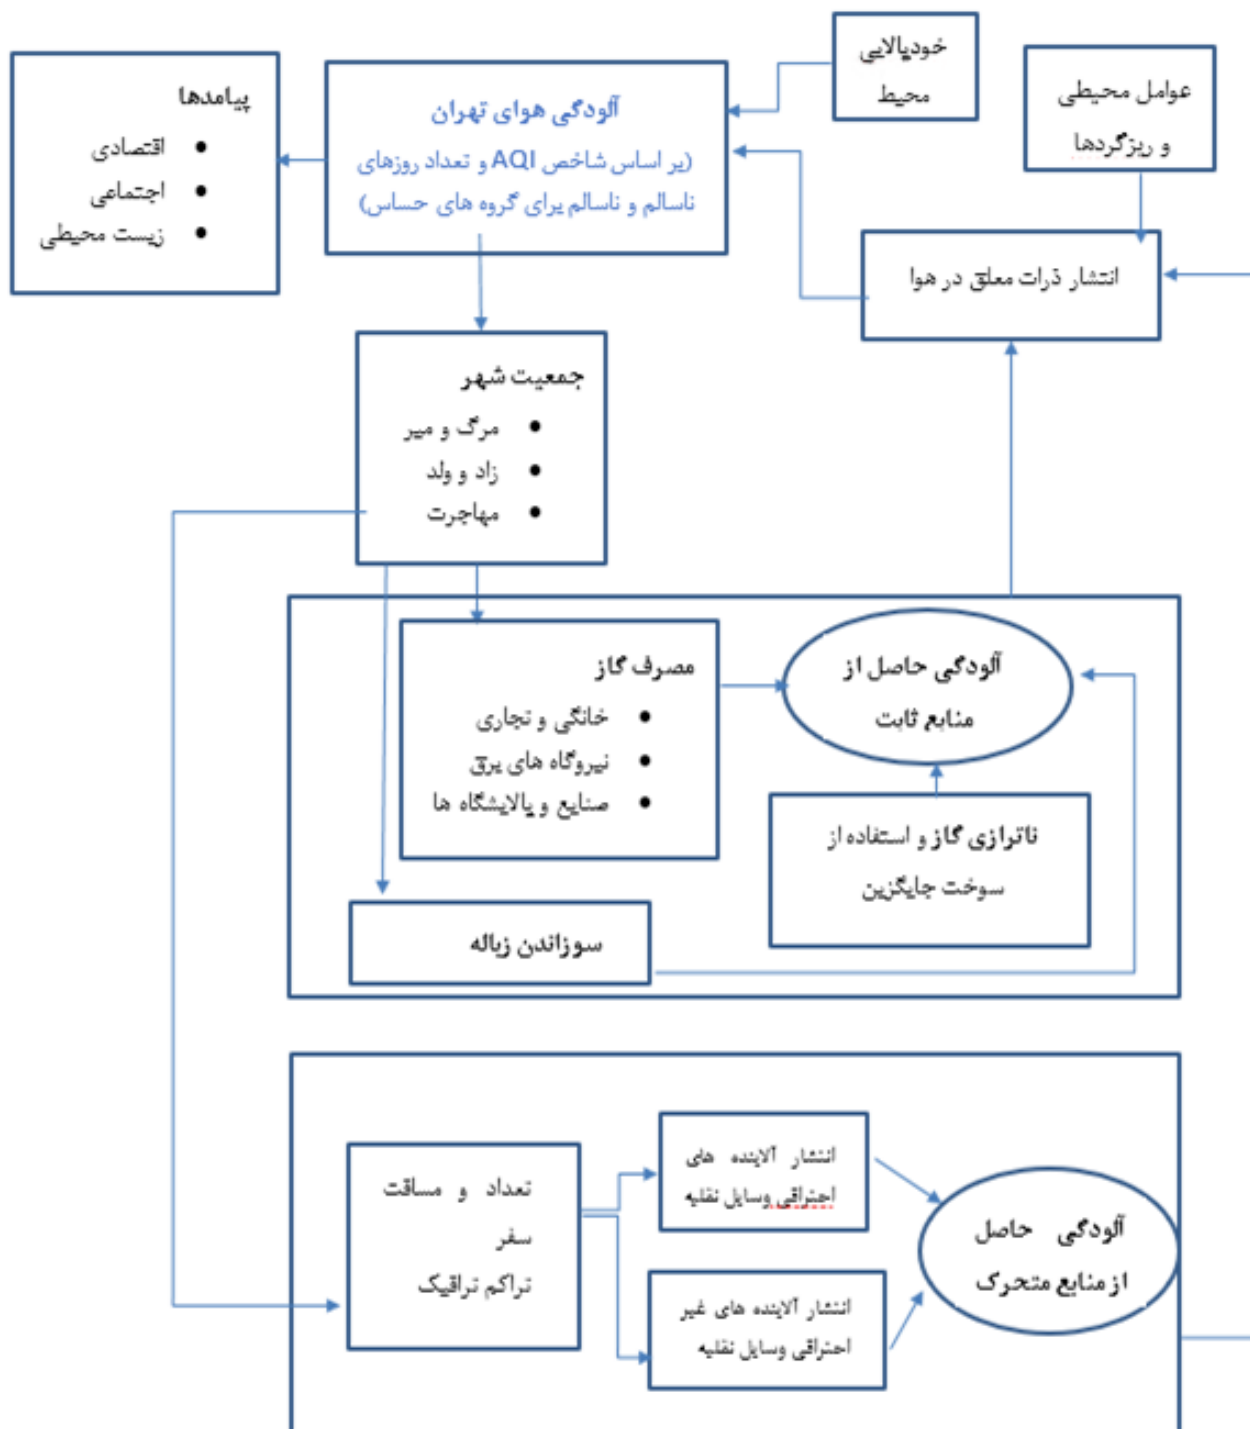 خودپالایی
محیط
عوامل محیطی
و ریزگردها
آلودگی هوای تهران
(بر اساس شاخص AQI و تعداد روزهای
ناسالم و ناسالم برای گروه های حساس)
پیامدها
• اقتصادی
• اجتماعی
• زیست محیطی
انتشار ذرات معلق در هوا
جمعیت شهر
• مرگ و میر
• زاد و ولد
• مهاجرت
مصرف گاز
• خانگی و تجاری
• نیروگاه های برق
• صنایع و پالایشگاه ها
آلودگی حاصل از
منابع ثابت
ناترازی گاز و استفاده از
سوخت جایگزین
سوزاندن زباله
تعداد و مسافت
سفر
تراکم ترافیک
انتشار آلاینده های
احتراقی وسایل نقلیه
انتشار آلاینده های غیر
احتراقی وسایل نقلیه
آلودگی حاصل
از منابع متحرک